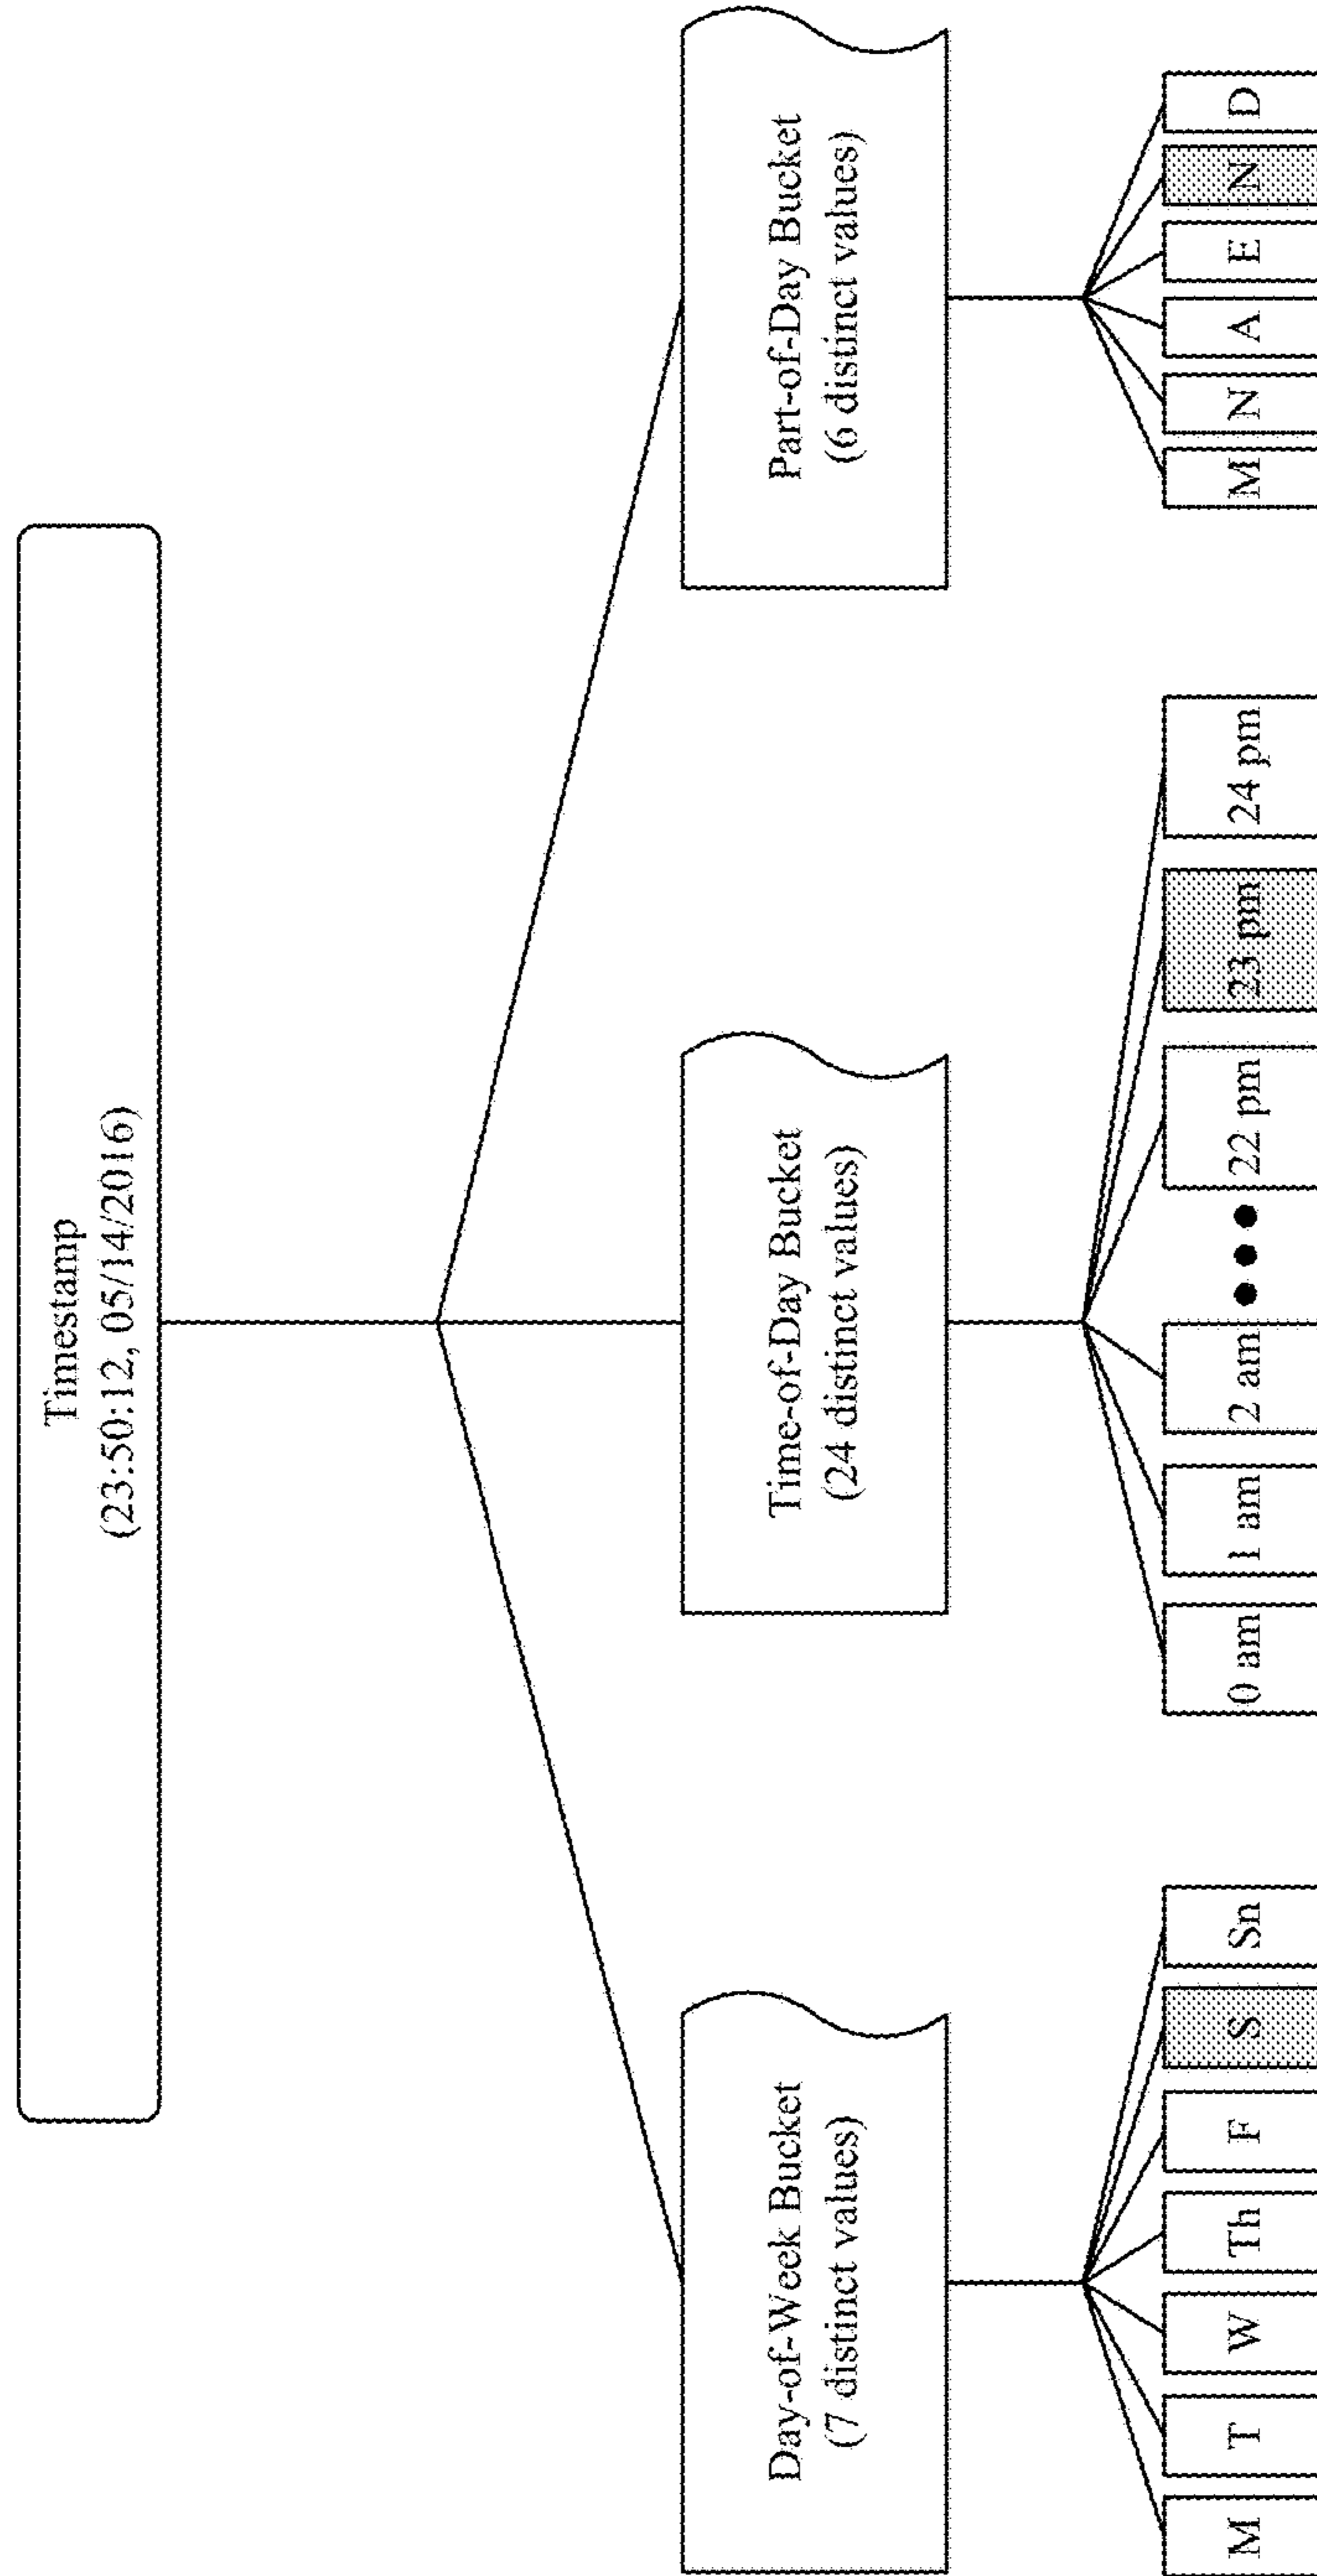 Timestamp
(23:50:12, 05/14/2016)
Day-of-Week Bucket
(7 distinct values)
Time-of-Day Bucket
(24 distinct values)
Part-of-Day Bucket
(6 distinct values)
M T W Th F S Sn
0 am 1 am 2 am 22 pm 23 pm 24 pm
M N A E N D